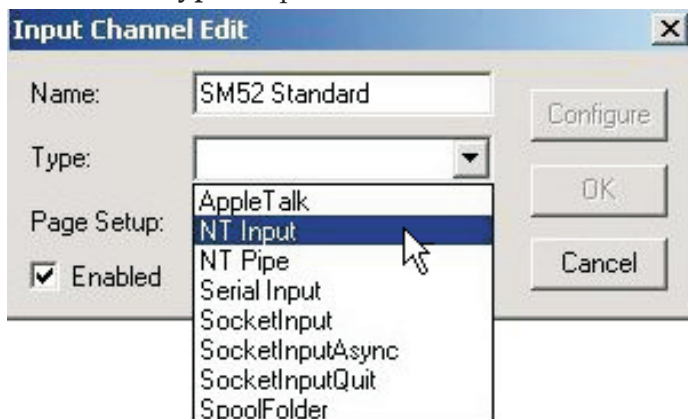 Input Channel Edit
Name: SM52 Standard
Configure
Type:
OK
Page Setup:
Cancel
Enabled
AppleTalk
NT Input
NT Pipe
Serial Input
SocketInput
SocketInputAsync
SocketInputQuit
SpoolFolder